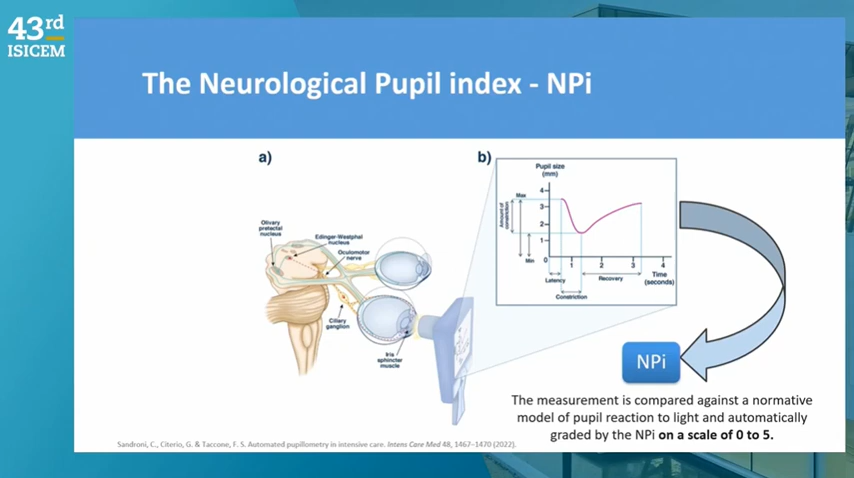 43rd
ISICEM
The Neurological Pupil index - NPi
a)
Olivary
pretectal
nucleus
Edinger-Westphal
nucleus
Oculomotor
nerve
Ciliary
ganglion
Iris
sphincter
muscle
b)
Pupil size
(mm)
Amount of
constriction
Max
Min
4
3
2
1
0
1
2
3
4
Latency
Recovery
Time
(seconds)
Constriction
NPi
The measurement is compared against a normative
model of pupil reaction to light and automatically
graded by the NPi on a scale of 0 to 5.
Sandroni, C., Citerio, G. & Taccone, F. S. Automated pupillometry in intensive care. Intens Care Med 48, 1467–1470 (2022).